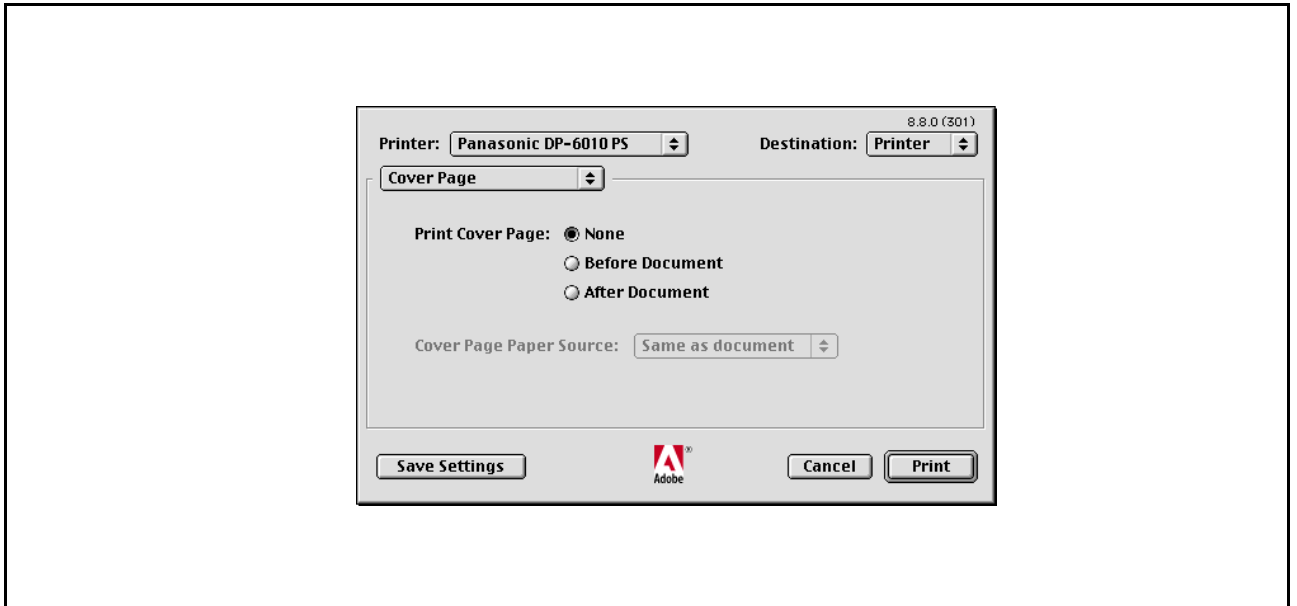 8.8.0 (301)
Printer: Panasonic DP-6010 PS Destination: Printer
Cover Page
Print Cover Page: None
Before Document
After Document
Cover Page Paper Source: Same as document
Save Settings Adobe ® Cancel Print